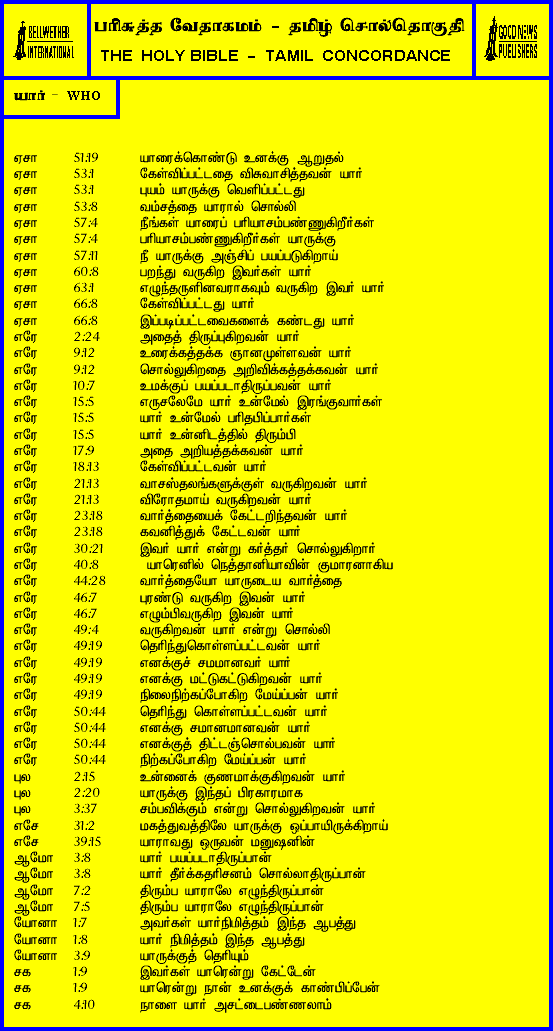 BELLWETHER INTERNATIONAL
பரிசுத்த வேதாகமம் - தமிழ் சொல்தொகுதி
THE HOLY BIBLE - TAMIL CONCORDANCE
GOOD NEWS PUBLISHERS
யார் - WHO
ஏசா 51:19 யாரைக்கொண்டு உனக்கு ஆறுதல்
ஏசா 53:1 கேள்விப்பட்டதை விசுவாசித்தவன் யார்
ஏசா 53:1 புயம் யாருக்கு வெளிப்பட்டது
ஏசா 53:8 வம்சத்தை யாரால் சொல்லி
ஏசா 57:4 நீங்கள் யாரைப் பரியாசம்பண்ணுகிறீர்கள்
ஏசா 57:4 பரியாசம்பண்ணுகிறீர்கள் யாருக்கு
ஏசா 57:11 நீ யாருக்கு அஞ்சிப் பயப்படுகிறாய்
ஏசா 60:8 பறந்து வருகிற இவர்கள் யார்
ஏசா 63:1 எழுந்தருளினவராகவும் வருகிற இவர் யார்
ஏசா 66:8 கேள்விப்பட்டது யார்
ஏசா 66:8 இப்படிப்பட்டவைகளைக் கண்டது யார்
எரே 2:24 அதைத் திருப்புகிறவன் யார்
எரே 9:12 உரைக்கத்தக்க ஞானமுள்ளவன் யார்
எரே 9:12 சொல்லுகிறதை அறிவிக்கத்தக்கவன் யார்
எரே 10:7 உமக்குப் பயப்படாதிருப்பவன் யார்
எரே 15:5 எருசலேமே யார் உன்மேல் இரங்குவார்கள்
எரே 15:5 யார் உன்மேல் பரிதபிப்பார்கள்
எரே 15:5 யார் உன்னிடத்தில் திரும்பி
எரே 17:9 அதை அறியத்தக்கவன் யார்
எரே 18:13 கேள்விப்பட்டவன் யார்
எரே 21:13 வாசஸ்தலங்களுக்குள் வருகிறவன் யார்
எரே 21:13 விரோதமாய் வருகிறவன் யார்
எரே 23:18 வார்த்தையைக் கேட்டறிந்தவன் யார்
எரே 23:18 கவனித்துக் கேட்டவன் யார்
எரே 30:21 இவர் யார் என்று கர்த்தர் சொல்லுகிறார்
எரே 40:8 யாரெனில் நெத்தானியாவின் குமாரனாகிய
எரே 44:28 வார்த்தையோ யாருடைய வார்த்தை
எரே 46:7 புரண்டு வருகிற இவன் யார்
எரே 46:7 எழும்பிவருகிற இவன் யார்
எரே 49:4 வருகிறவன் யார் என்று சொல்லி
எரே 49:19 தெரிந்துகொள்ளப்பட்டவன் யார்
எரே 49:19 எனக்குச் சமமானவர் யார்
எரே 49:19 எனக்கு மட்டுகட்டுகிறவன் யார்
எரே 49:19 நிலைநிற்கப்போகிற மேய்ப்பன் யார்
எரே 50:44 தெரிந்து கொள்ளப்பட்டவன் யார்
எரே 50:44 எனக்கு சமானமானவன் யார்
எரே 50:44 எனக்குத் திட்டஞ்சொல்பவன் யார்
எரே 50:44 நிற்கப்போகிற மேய்ப்பன் யார்
புல 2:15 உன்னைக் குணமாக்குகிறவன் யார்
புல 2:20 யாருக்கு இந்தப் பிரகாரமாக
புல 3:37 சம்பவிக்கும் என்று சொல்லுகிறவன் யார்
எசே 31:2 மகத்துவத்திலே யாருக்கு ஒப்பாயிருக்கிறாய்
எசே 39:15 யாராவது ஒருவன் மனுஷனின்
ஆமோ 3:8 யார் பயப்படாதிருப்பான்
ஆமோ 3:8 யார் தீர்க்கதரிசனம் சொல்லாதிருப்பான்
ஆமோ 7:2 திரும்ப யாராலே எழுந்திருப்பான்
ஆமோ 7:5 திரும்ப யாராலே எழுந்திருப்பான்
யோனா 1:7 அவர்கள் யார்நிமித்தம் இந்த ஆபத்து
யோனா 1:8 யார் நிமித்தம் இந்த ஆபத்து
யோனா 3:9 யாருக்குத் தெரியும்
சக 1:9 இவர்கள் யாரென்று கேட்டேன்
சக 1:9 யாரென்று நான் உனக்குக் காண்பிப்பேன்
சக 4:10 நாளை யார் அசட்டைபண்ணலாம்